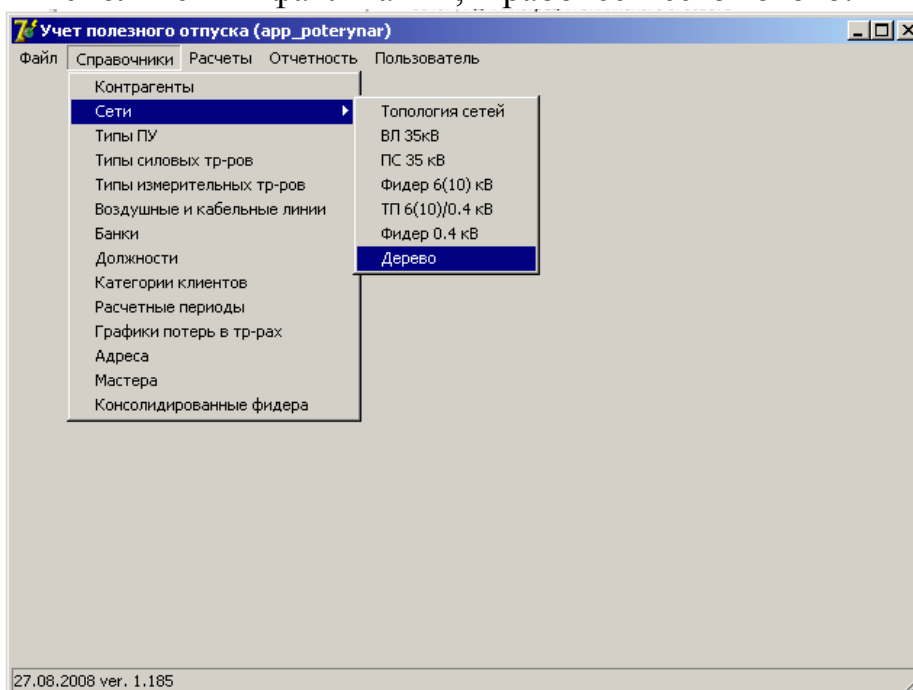 Учет полезного отпуска (app_poterynar)
Файл Справочники Расчеты Отчетность Пользователь
Контрагенты
Сети
Типы ПУ
Типы силовых тр-ров
Типы измерительных тр-ров
Воздушные и кабельные линии
Банки
Должности
Категории клиентов
Расчетные периоды
Графики потерь в тр-рах
Адреса
Мастера
Консолидированные фидера
Топология сетей
ВЛ 35кВ
ПС 35 кВ
Фидер 6(10) кВ
ТП 6(10)/0.4 кВ
Фидер 0.4 кВ
Дерево
27.08.2008 ver. 1.185